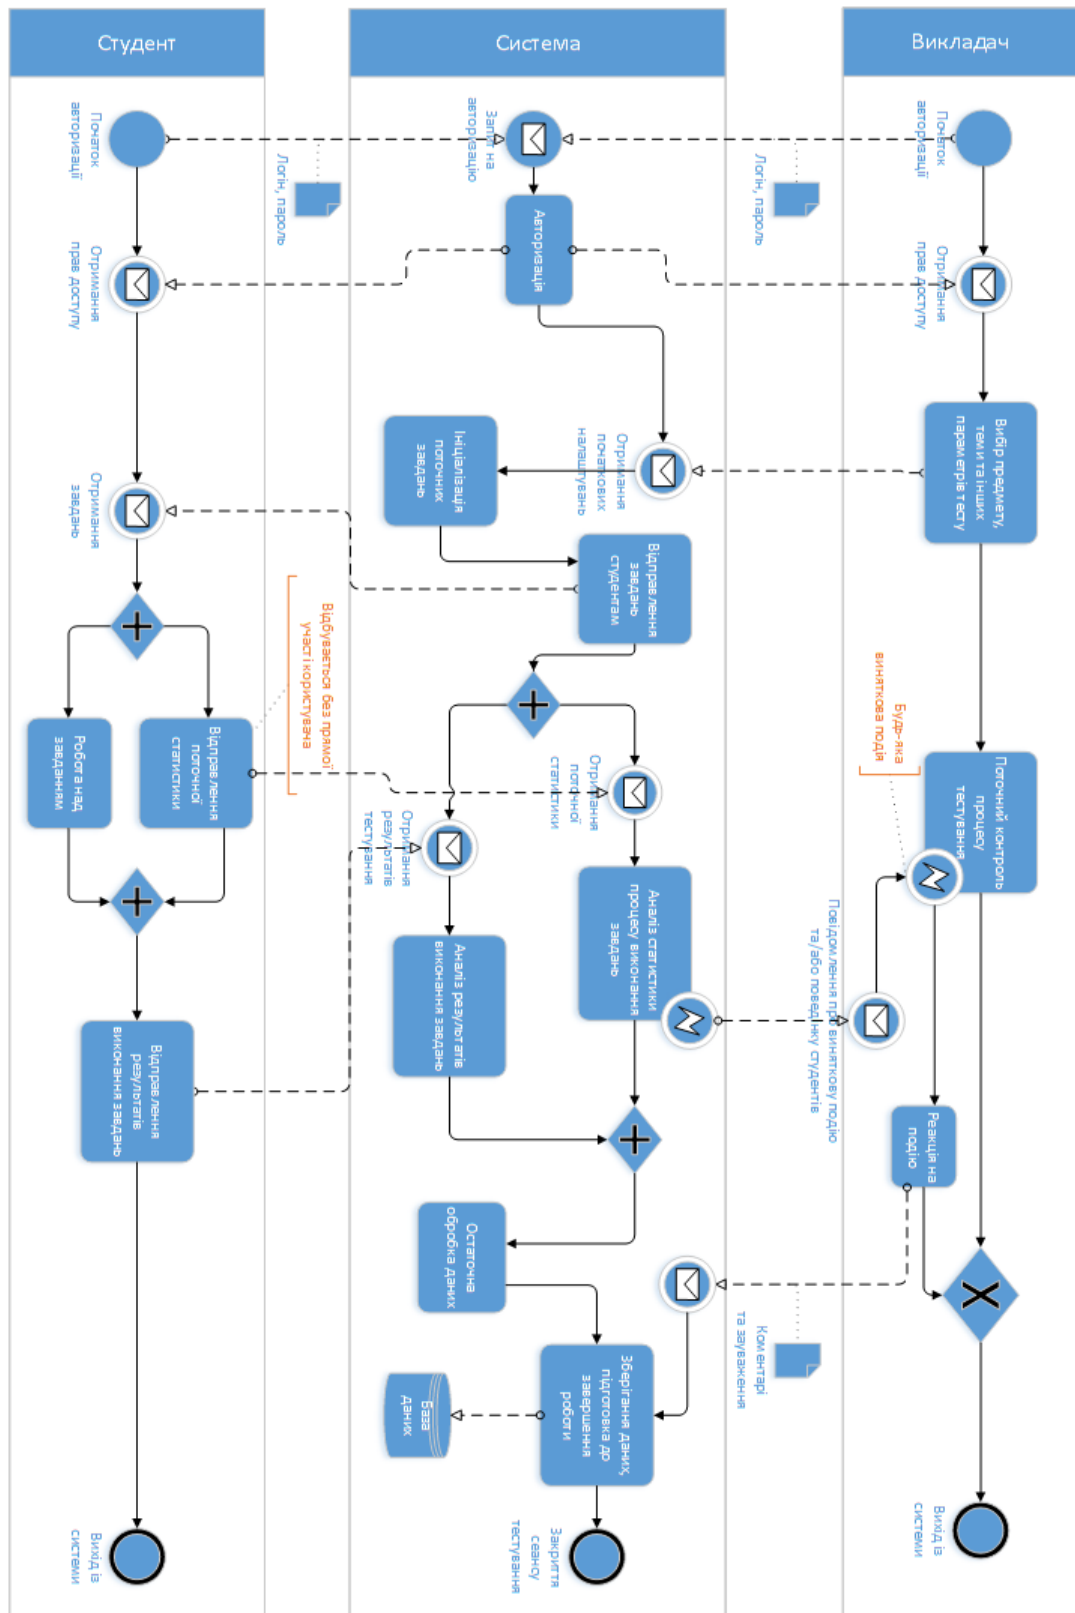 Студент
Система
Викладач
Початок
авторизації
Запит на
авторизацію
Початок
авторизації
Логін, пароль
Логін, пароль
Авторизація
Отримання
прав доступу
Отримання
прав доступу
Вибір предмету,
теми та інших
параметрів тесту
Отримання
початкових
налаштувань
Ініціалізація
поточних
завдань
Отримання
завдань
Відправлення
завдань
студентам
Відбувається без прямої
участі користувача
Будь-яка
виняткова подія
Робота над
завданням
Відправлення
поточної
статистики
Отримання
поточної
статистики
Отримання
результатів
тестування
Поточний контроль
процесу
тестування
Аналіз статистики
процесу виконання
завдань
Аналіз результатів
виконання завдань
Повідомлення про виняткову подію
та/або поведінку студентів
Відправлення
результатів
виконання завдань
Реакція на
подію
Остаточна
обробка даних
Коментарі
та зауваження
Зберігання даних,
підготовка до
завершення
роботи
База
даних
Вихід із
системи
Закриття
сеансу
тестування
Вихід із
системи